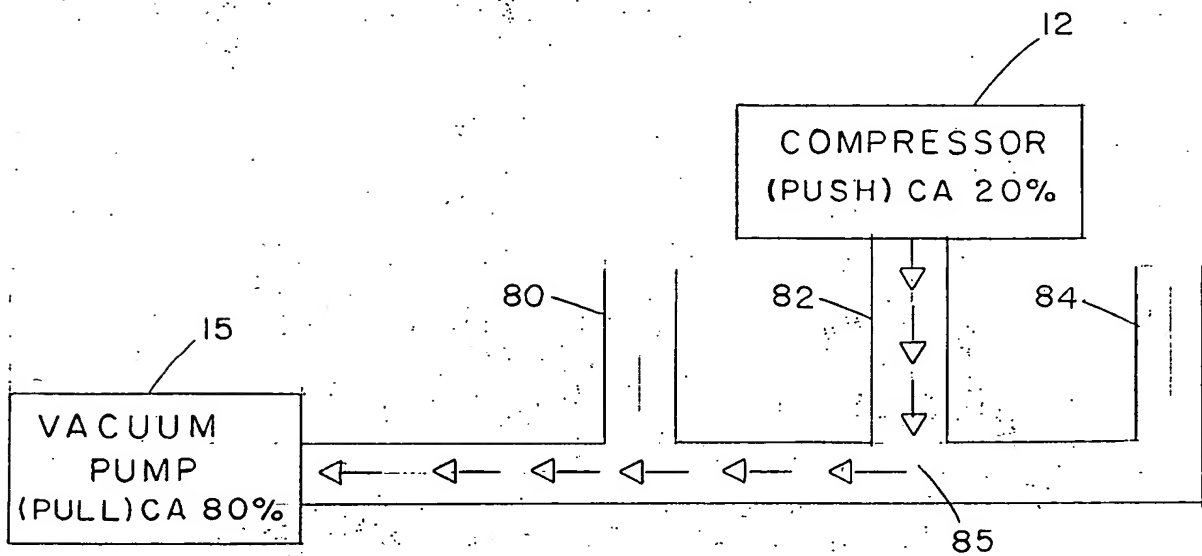 12
COMPRESSOR
(PUSH) CA 20%
80
82
84
15
VACUUM
PUMP
(PULL) CA 80%
85